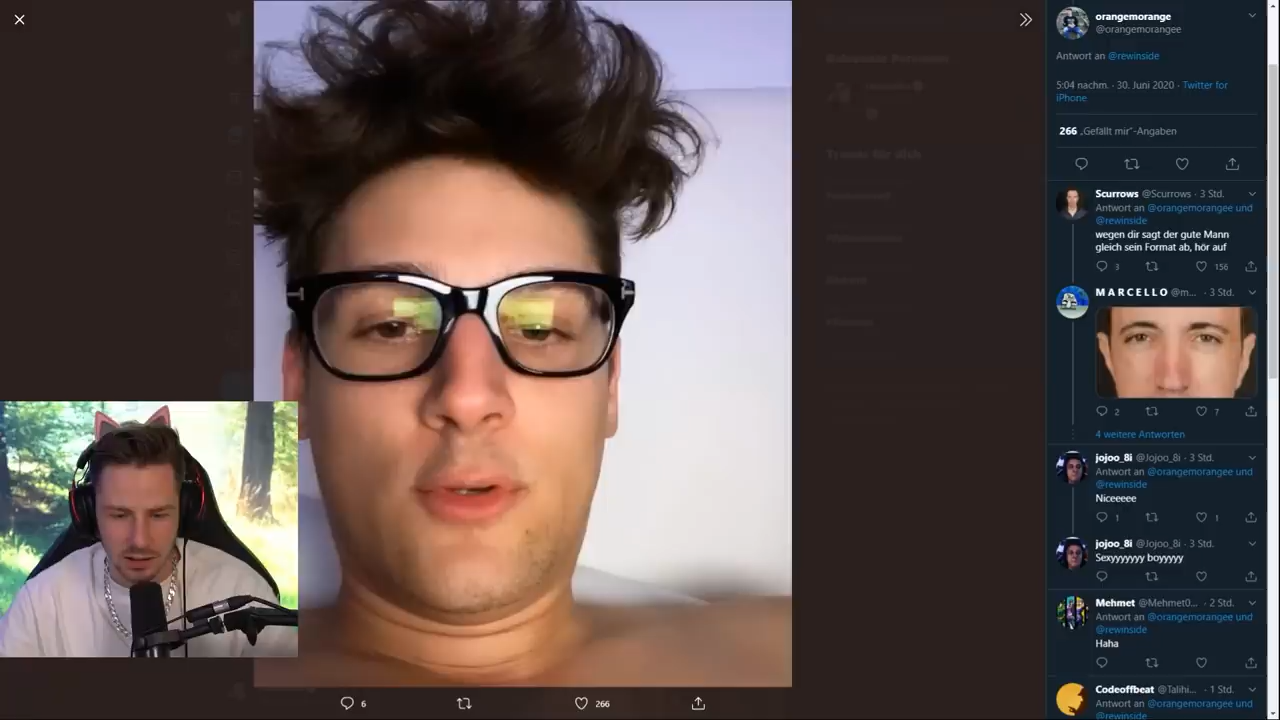 orangemorange
@orangemorangee
Antwort an @rewinside
5:04 nachm. · 30. Juni 2020 · Twitter for
iPhone
266 „Gefällt mir“-Angaben
Scurrows @Scurrows · 3 Std.
Antwort an @orangemorangee und
@rewinside
wegen dir sagt der gute Mann
gleich sein Format ab, hör auf
3 156
M A R C E L L O @m... · 3 Std.
2 7
4 weitere Antworten
jojoo_8i @Jojoo_8i · 3 Std.
Antwort an @orangemorangee und
@rewinside
Niceeeee
1 1
jojoo_8i @Jojoo_8i · 3 Std.
Sexyyyyyyy boyyyyy
Mehmet @Mehmet0... · 2 Std.
Antwort an @orangemorangee und
@rewinside
Haha
Codeoffbeat @Talihi... · 1 Std.
Antwort an @orangemorangee und
@rewinside
6 266